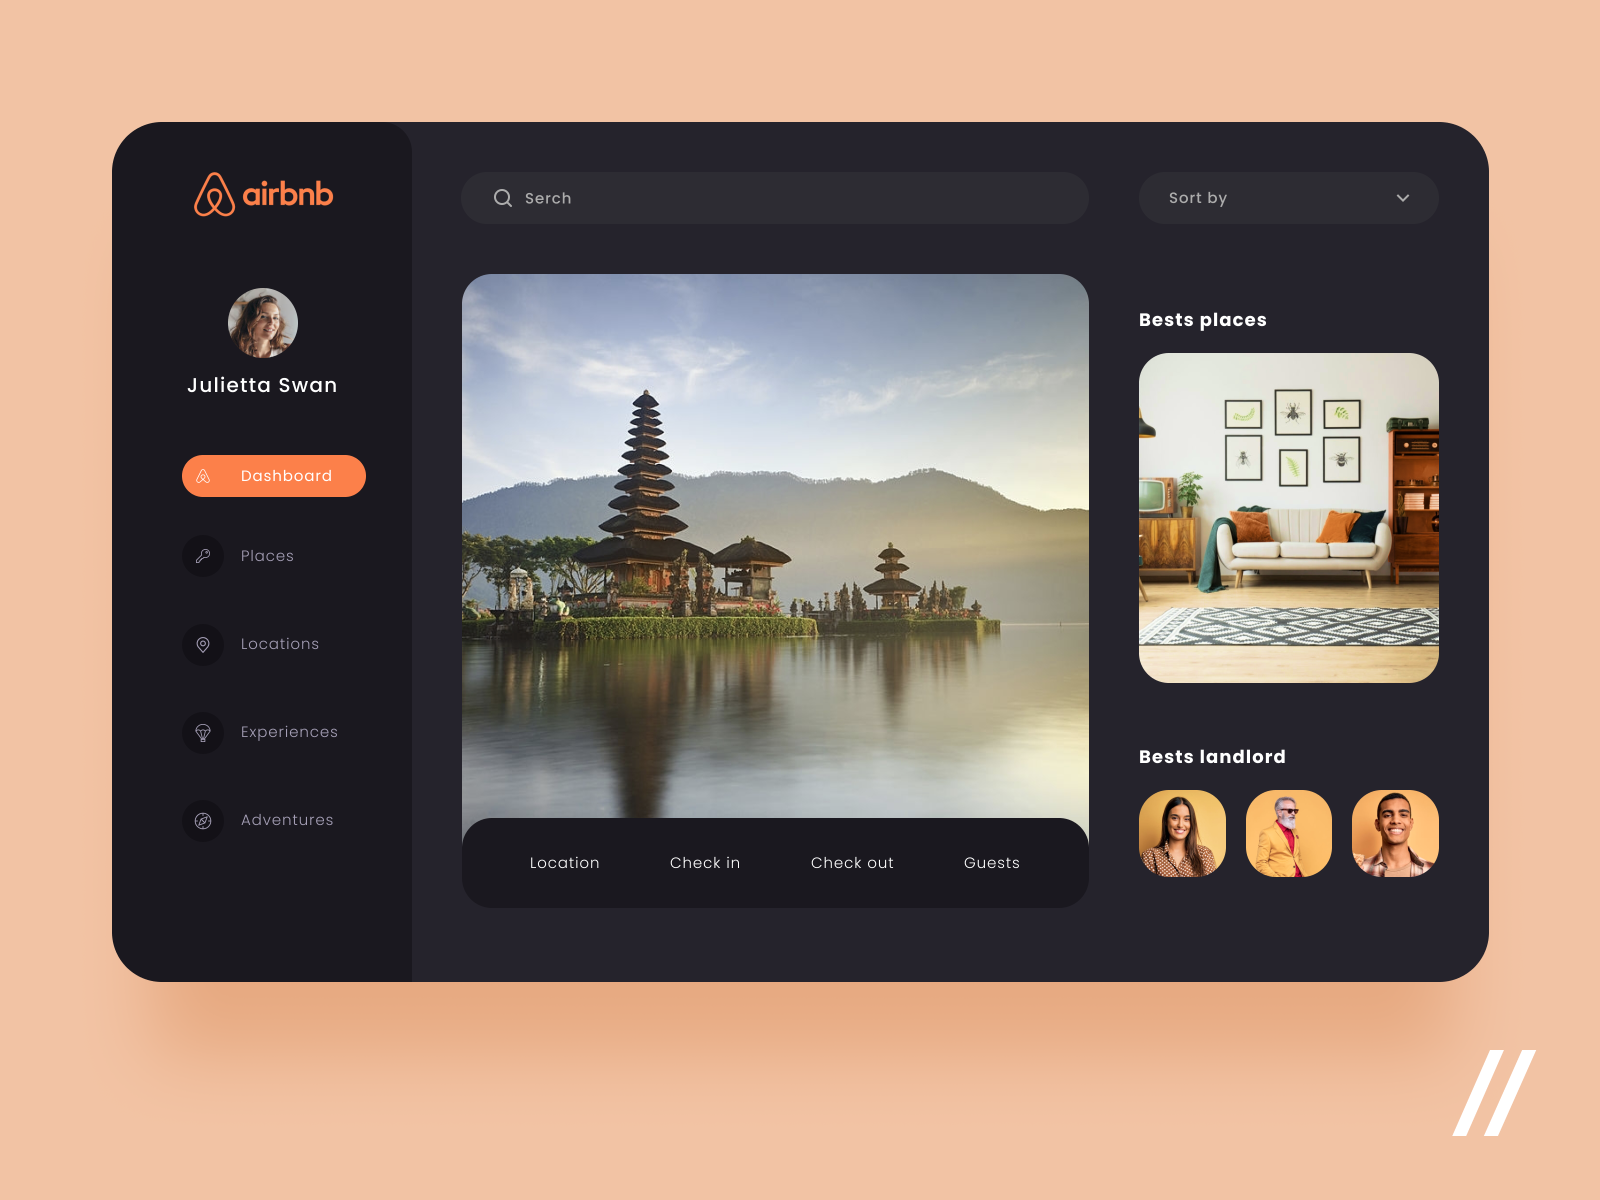 airbnb
Julietta Swan
Dashboard
Places
Locations
Experiences
Adventures
Serch
Sort by
Location
Check in
Check out
Guests
Bests places
Bests landlord